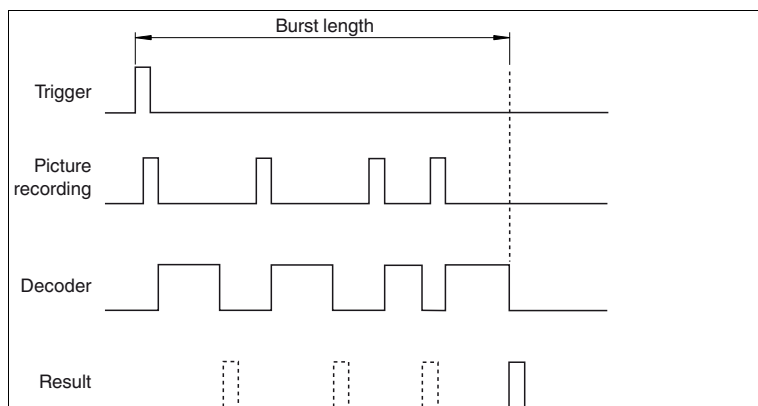 Burst length
Trigger
Picture
recording
Decoder
Result